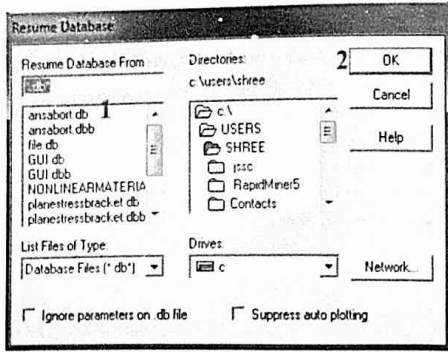 Resume Database
Resume Database From
ansabort.db
ansabort.dbb
file.db
GUI.db
GUI.dbb
NONLINEARMATERIA
planestressbracket.db
planestressbracket.dbb
1
List Files of Type:
Database Files (*.db*)
Ignore parameters on .db file
Directories:
c:\users\shree
c:\
USERS
SHREE
.jssc
RapidMiner5
Contacts
Drives:
c
Suppress auto plotting
2
OK
Cancel
Help
Network...